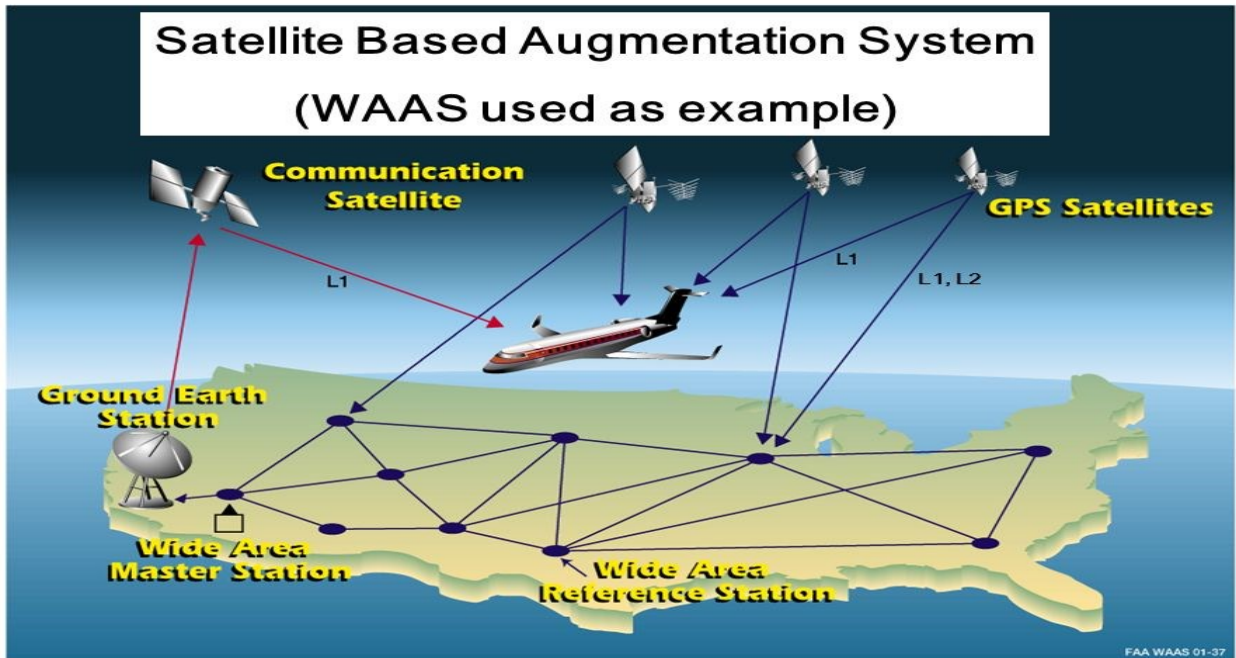 Satellite Based Augmentation System
(WAAS used as example)
Communication
Satellite
GPS Satellites
L1
L1
L1, L2
Ground Earth
Station
Wide Area
Master Station
Wide Area
Reference Station
FAA WAAS 01-37